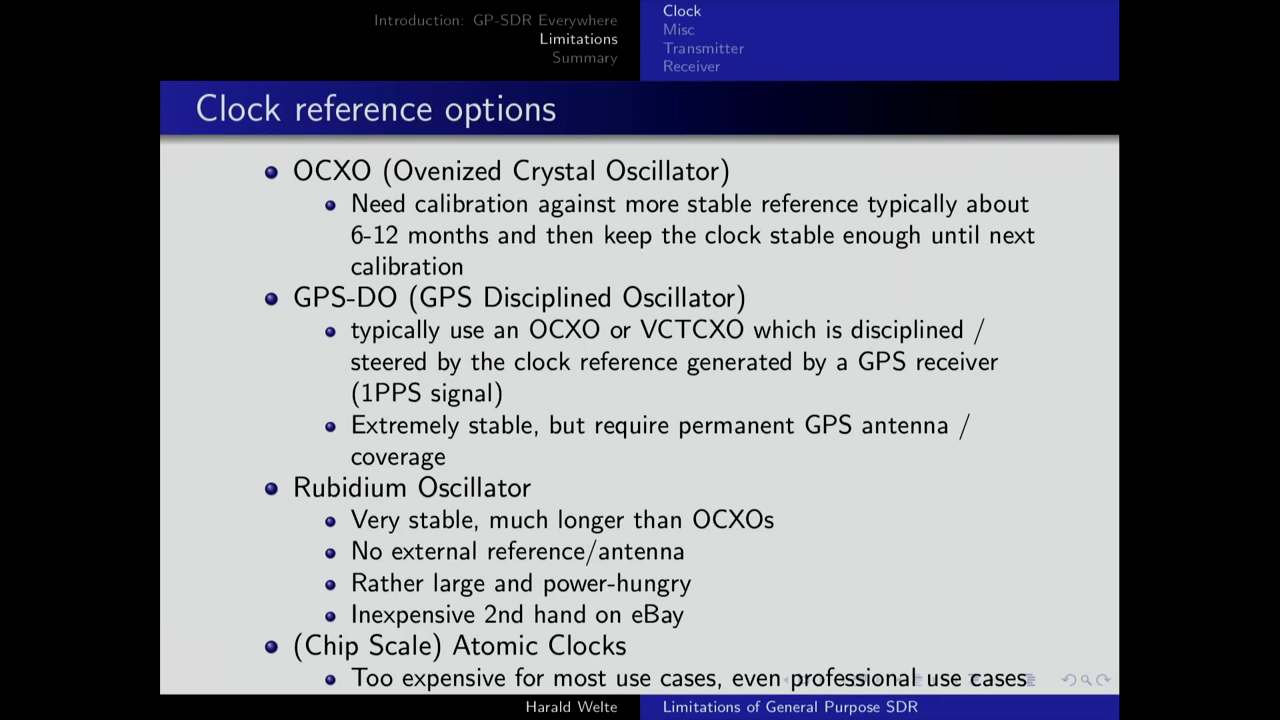 Introduction: GP-SDR Everywhere
Limitations
Summary
Clock
Misc
Transmitter
Receiver
Clock reference options
OCXO (Ovenized Crystal Oscillator)
Need calibration against more stable reference typically about
6-12 months and then keep the clock stable enough until next
calibration
GPS-DO (GPS Disciplined Oscillator)
typically use an OCXO or VCTCXO which is disciplined /
steered by the clock reference generated by a GPS receiver
(1PPS signal)
Extremely stable, but require permanent GPS antenna /
coverage
Rubidium Oscillator
Very stable, much longer than OCXOs
No external reference/antenna
Rather large and power-hungry
Inexpensive 2nd hand on eBay
(Chip Scale) Atomic Clocks
Too expensive for most use cases, even professional use cases
Harald Welte
Limitations of General Purpose SDR